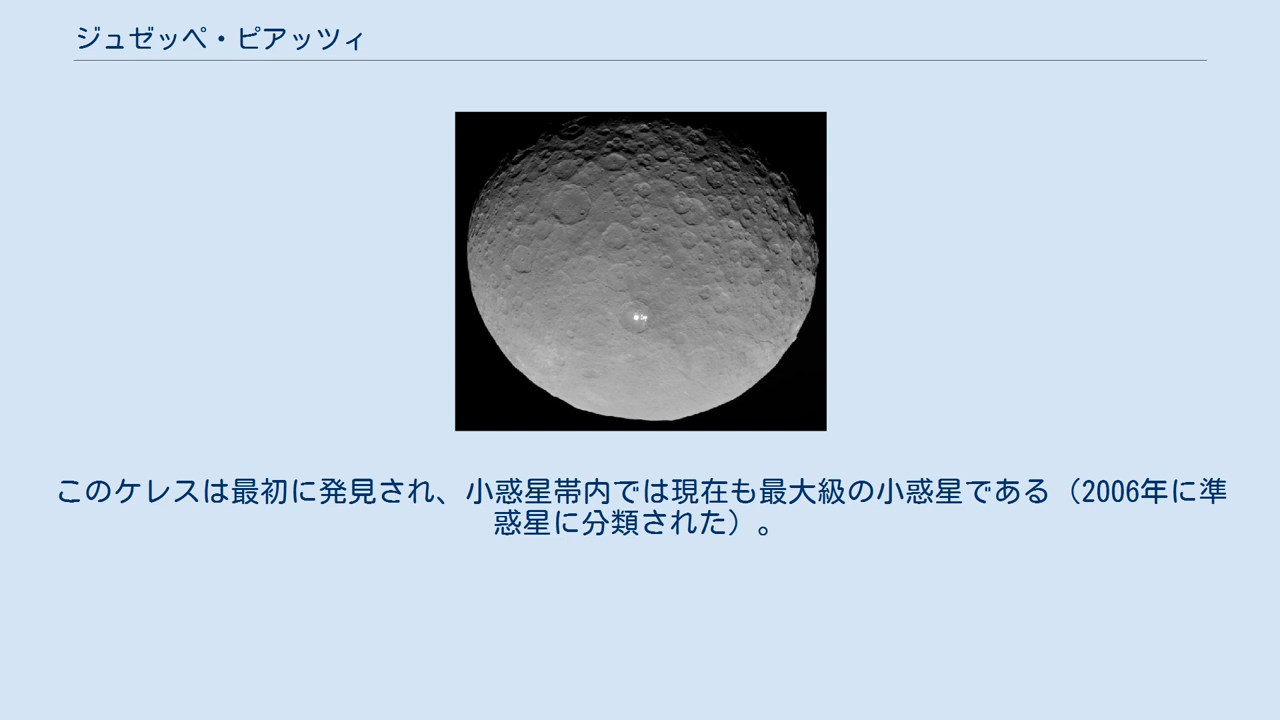 ジュゼッペ・ピアッツィ
このケレスは最初に発見され、小惑星帯内では現在も最大級の小惑星である（2006年に準
惑星に分類された）。